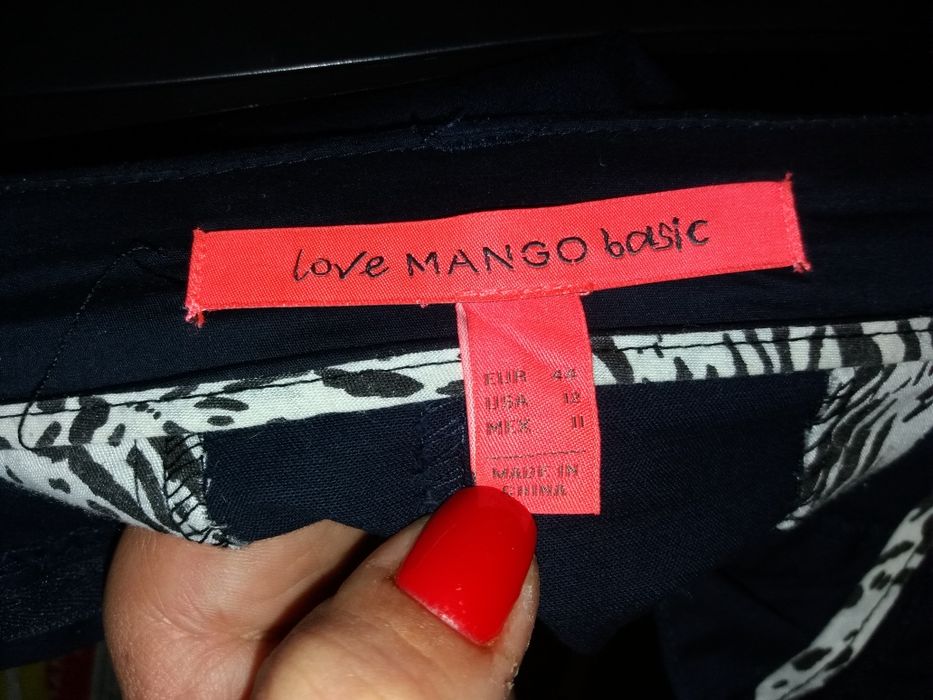 love MANGO basic
EUR 44
USA 12
MEX 11
MADE IN
CHINA